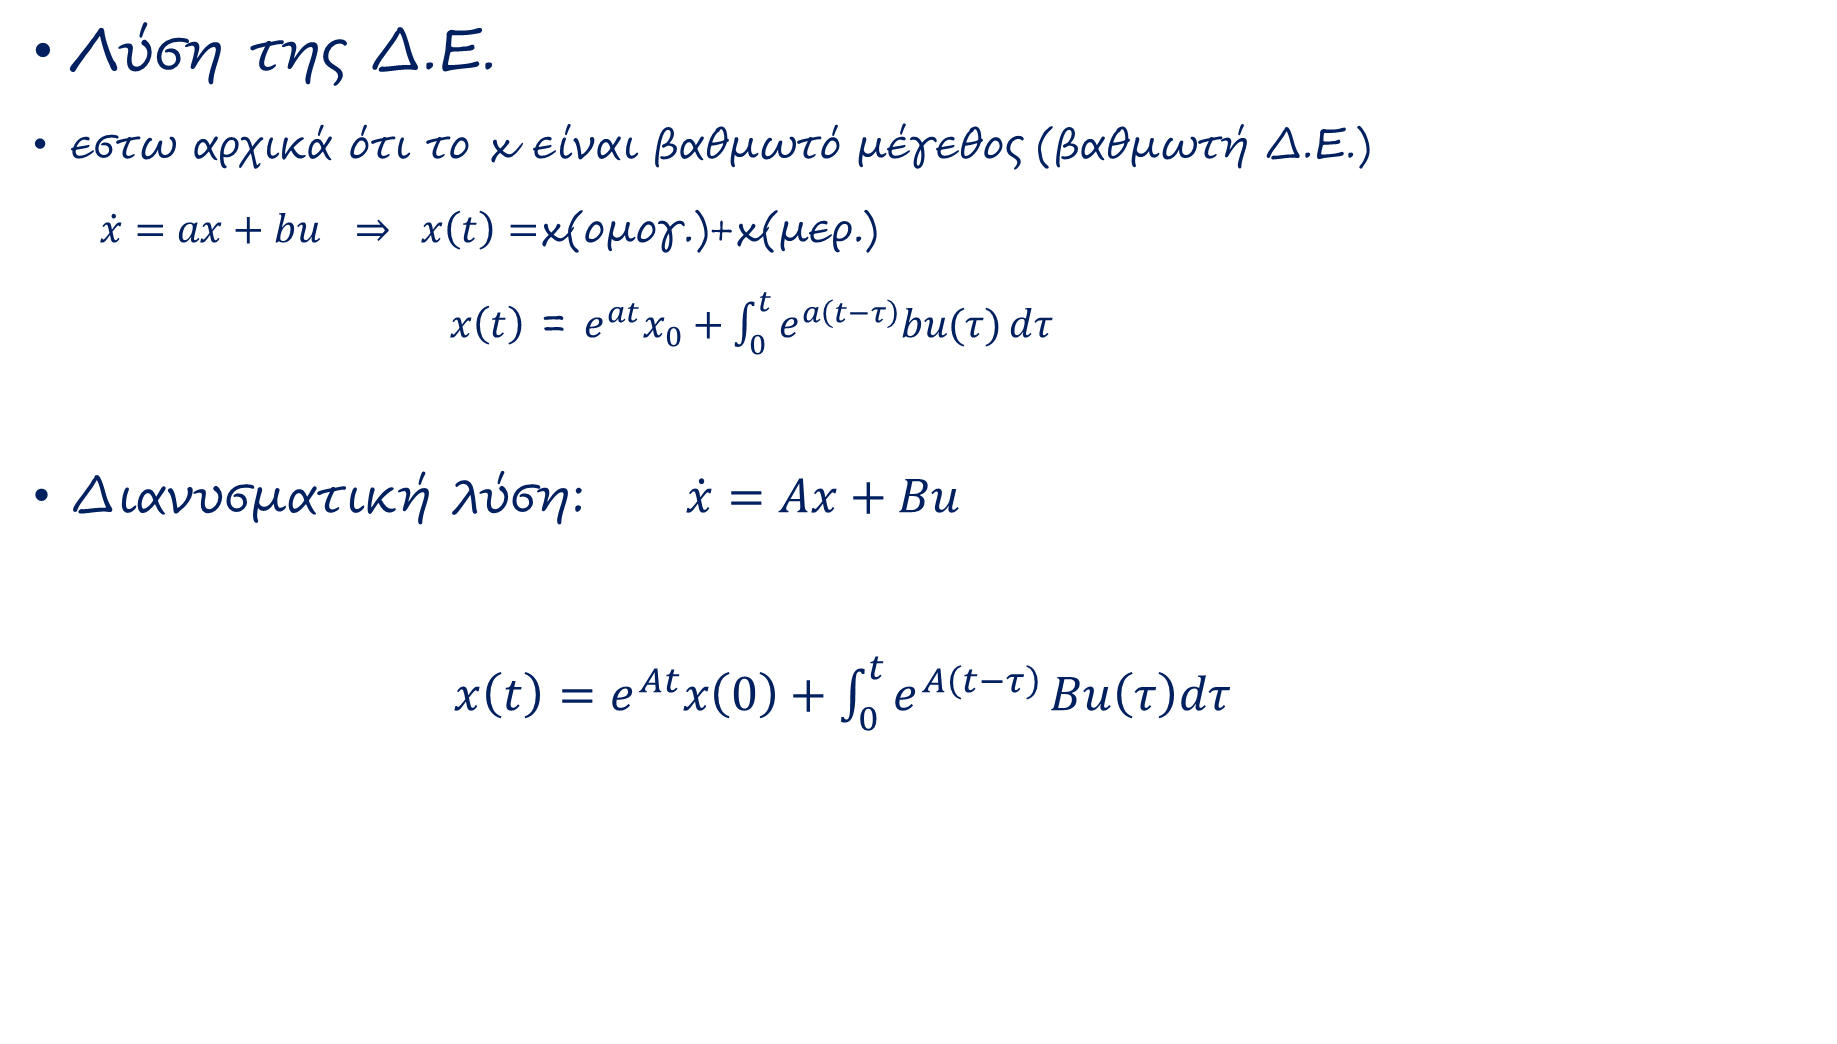 • Λύση της Δ.Ε.
• εστω αρχικά ότι το x είναι βαθμωτό μέγεθος (βαθμωτή Δ.Ε.)
ẋ = ax + bu ⇒ x(t) =x(ομογ.)+x(μερ.)
x(t) = e^{at}x_0 + ∫_0^t e^{a(t−τ)}bu(τ) dτ
• Διανυσματική λύση: ẋ = Ax + Bu
x(t) = e^{At}x(0) + ∫_0^t e^{A(t−τ)} Bu(τ)dτ